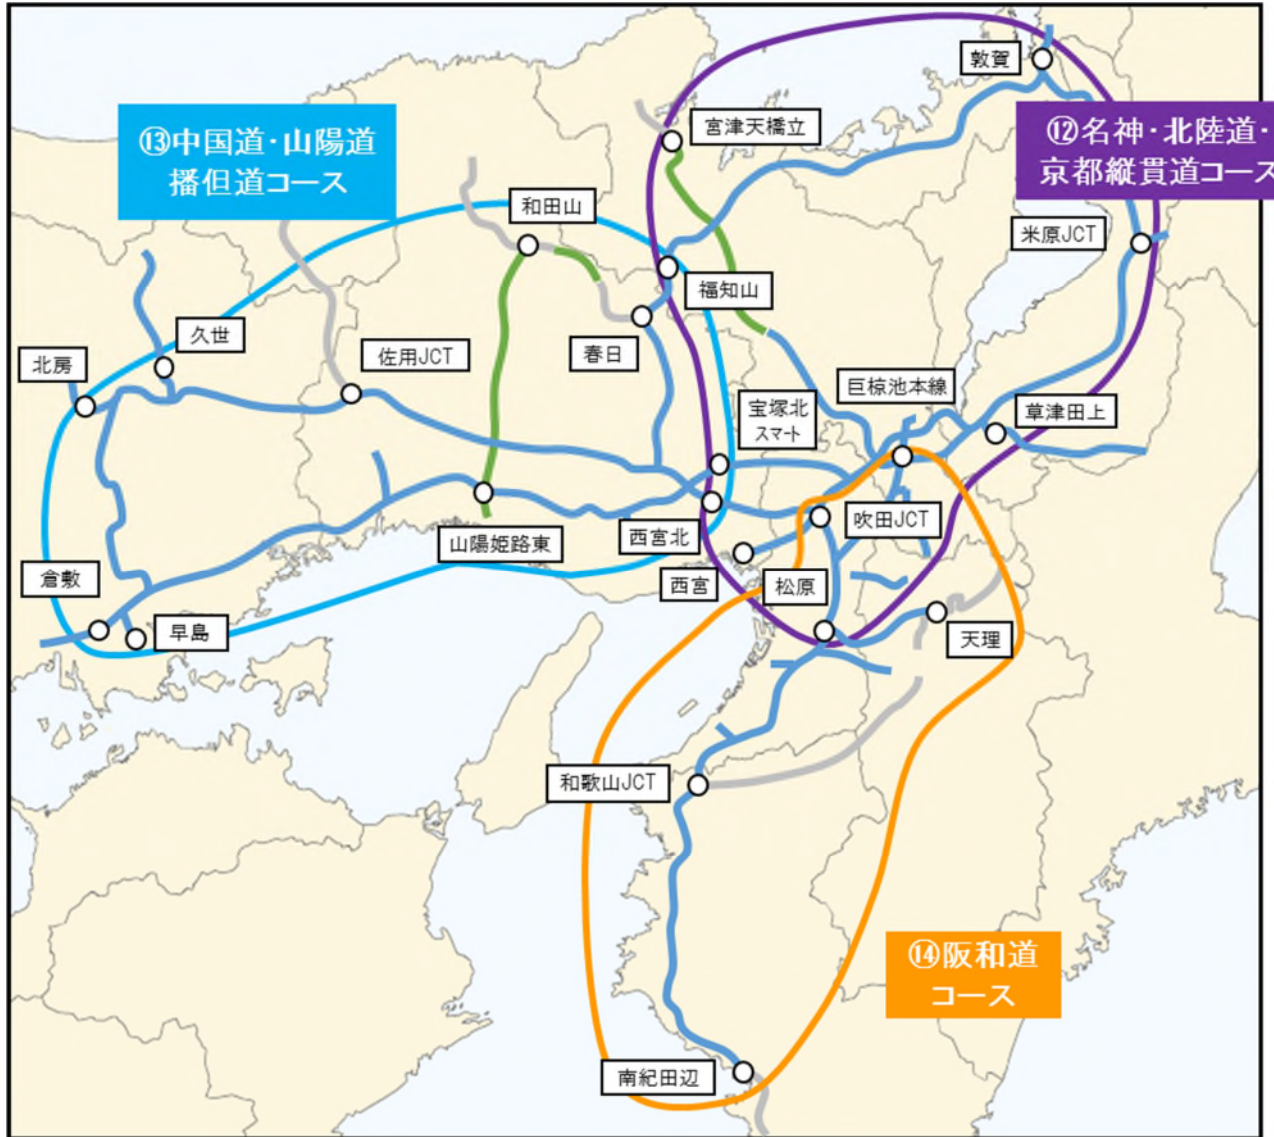 敦賀
⑬中国道・山陽道
播但道コース
宮津天橋立
⑫名神・北陸道・
京都縦貫道コース
和田山
米原JCT
福知山
久世
佐用JCT
春日
北房
巨椋池本線
宝塚北
スマート
草津田上
山陽姫路東
西宮北
吹田JCT
倉敷
西宮
松原
早島
天理
和歌山JCT
⑭阪和道
コース
南紀田辺